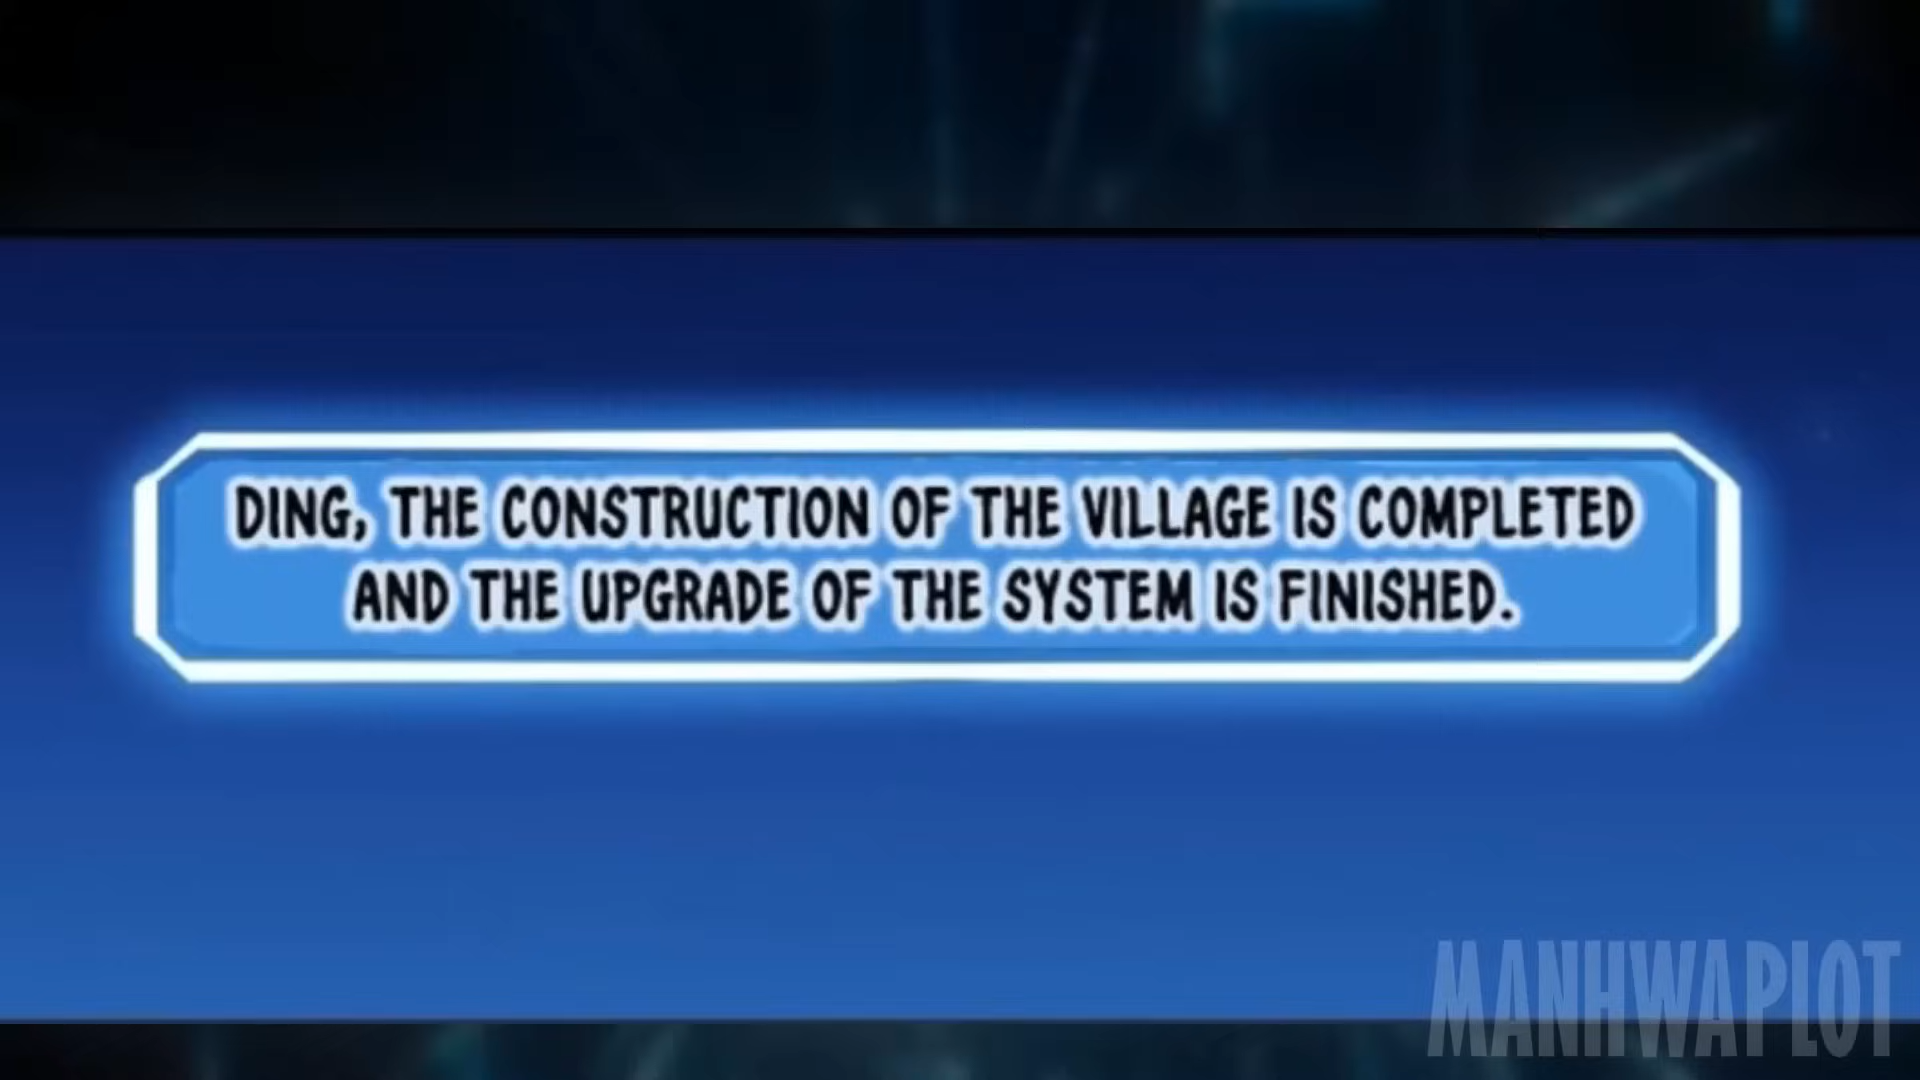 DING, THE CONSTRUCTION OF THE VILLAGE IS COMPLETED
AND THE UPGRADE OF THE SYSTEM IS FINISHED.
MANHWAPLOT